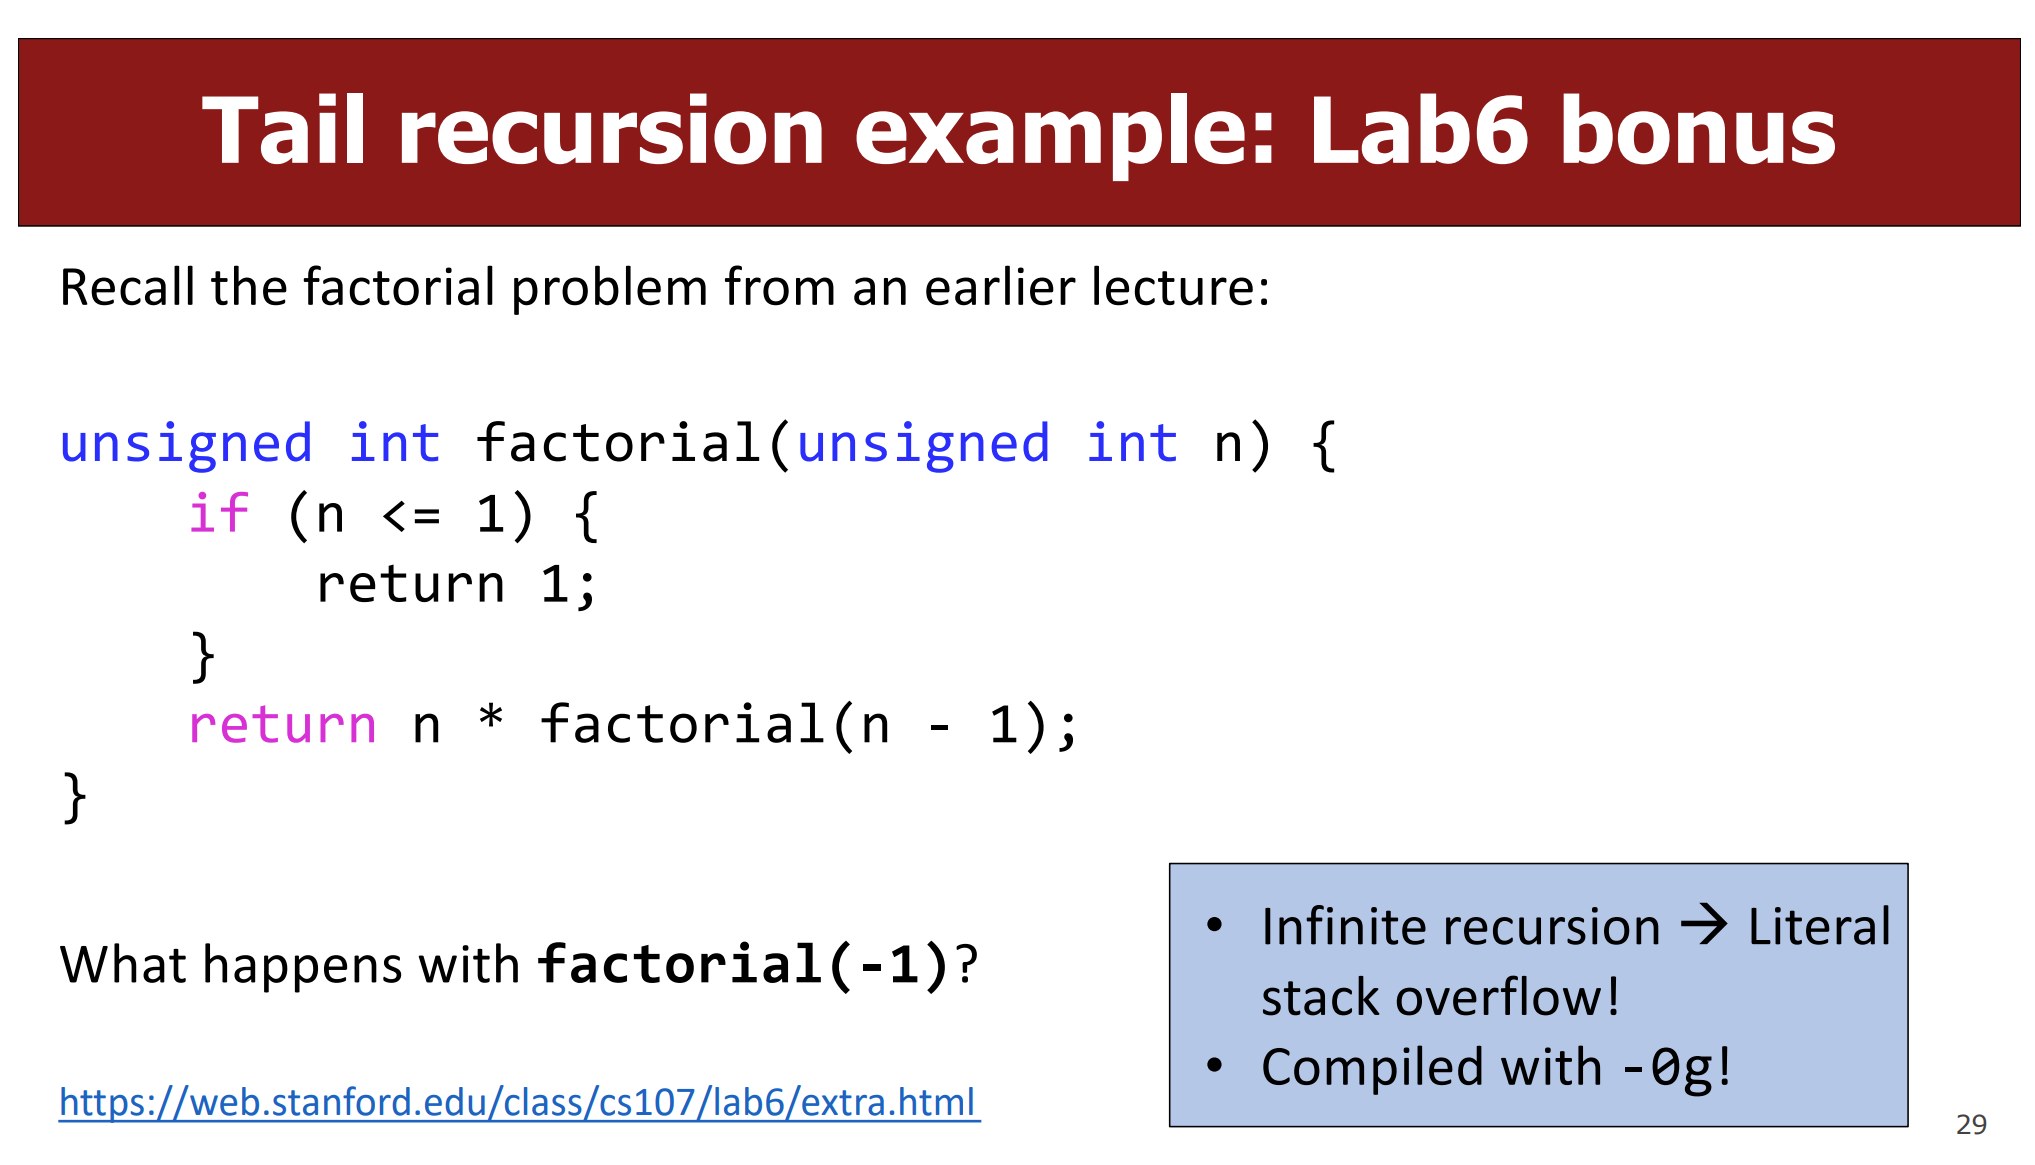 Tail recursion example: Lab6 bonus
Recall the factorial problem from an earlier lecture:
unsigned int factorial(unsigned int n) {
    if (n <= 1) {
        return 1;
    }
    return n * factorial(n - 1);
}
What happens with factorial(-1)?
• Infinite recursion → Literal
stack overflow!
• Compiled with -0g!
https://web.stanford.edu/class/cs107/lab6/extra.html
29